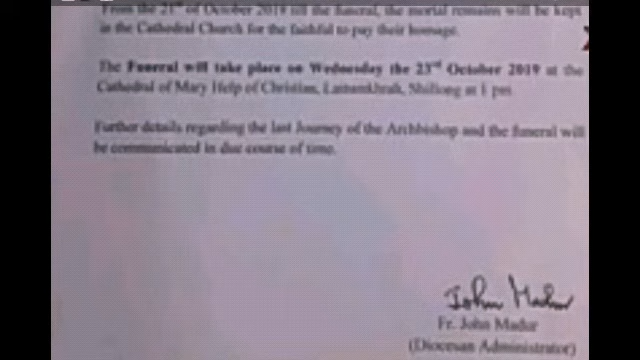 From the 21st of October 2019 till the funeral, the mortal remains will be kept
in the Cathedral Church for the faithful to pay their homage.
The Funeral will take place on Wednesday the 23rd October 2019 at the
Cathedral of Mary Help of Christian, Laitumkhrah, Shillong at 1 pm
Further details regarding the last Journey of the Archbishop and the funeral will
be communicated in due course of time.
John Madur
Fr. John Madur
(Diocesan Administrator)